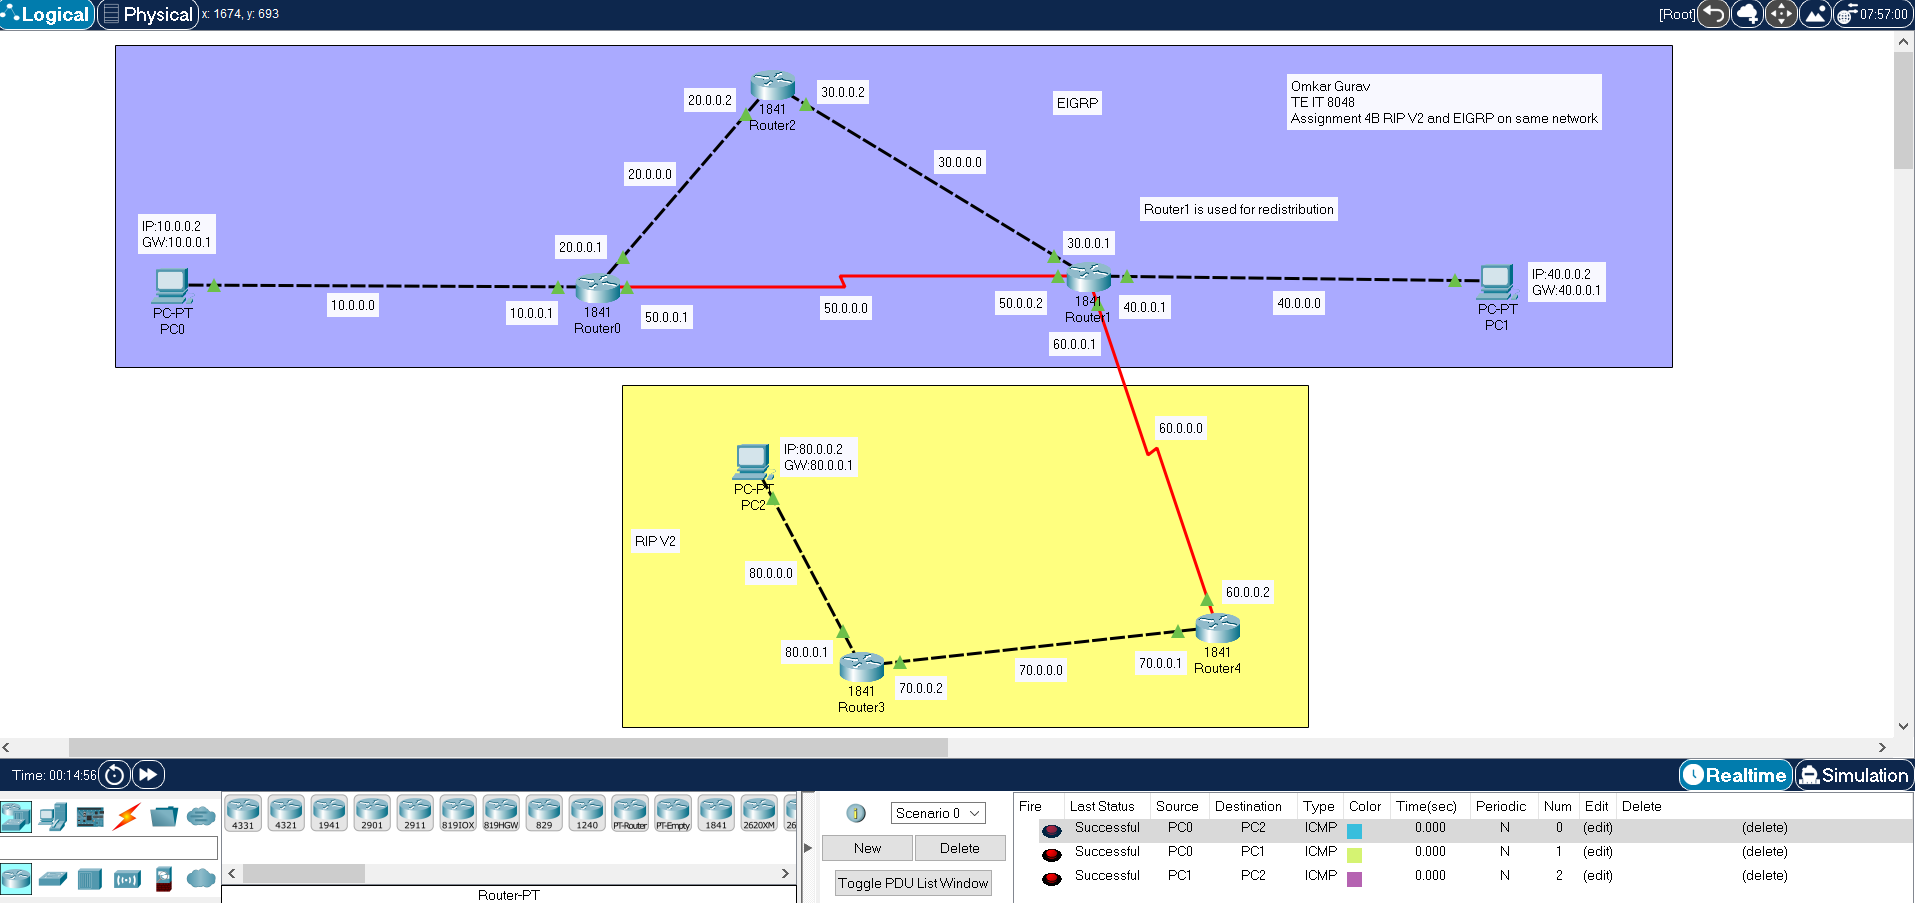 Logical
Physical
x: 1674, y: 693
[Root]
07:57:00
20.0.0.2
1841
Router2
30.0.0.2
EIGRP
Omkar Gurav
TE IT 8048
Assignment 4B RIP V2 and EIGRP on same network
20.0.0.0
30.0.0.0
Router1 is used for redistribution
IP:10.0.0.2
GW:10.0.0.1
20.0.0.1
30.0.0.1
IP:40.0.0.2
GW:40.0.0.1
PC-PT
PC0
10.0.0.0
10.0.0.1
1841
Router0
50.0.0.1
50.0.0.0
50.0.0.2
1841
Router1
40.0.0.1
40.0.0.0
PC-PT
PC1
60.0.0.1
60.0.0.0
IP:80.0.0.2
GW:80.0.0.1
PC-PT
PC2
RIP V2
80.0.0.0
60.0.0.2
80.0.0.1
1841
Router3
70.0.0.2
70.0.0.0
70.0.0.1
1841
Router4
Time: 00:14:56
Realtime
Simulation
4331
4321
1941
2901
2911
819IOX
819HGW
829
1240
PT-Router
PT-Empty
1841
2620XM
26
Router-PT
Scenario 0
New
Delete
Toggle PDU List Window
Fire Last Status Source Destination Type Color Time(sec) Periodic Num Edit Delete
Successful PC0 PC2 ICMP 0.000 N 0 (edit) (delete)
Successful PC0 PC1 ICMP 0.000 N 1 (edit) (delete)
Successful PC1 PC2 ICMP 0.000 N 2 (edit) (delete)